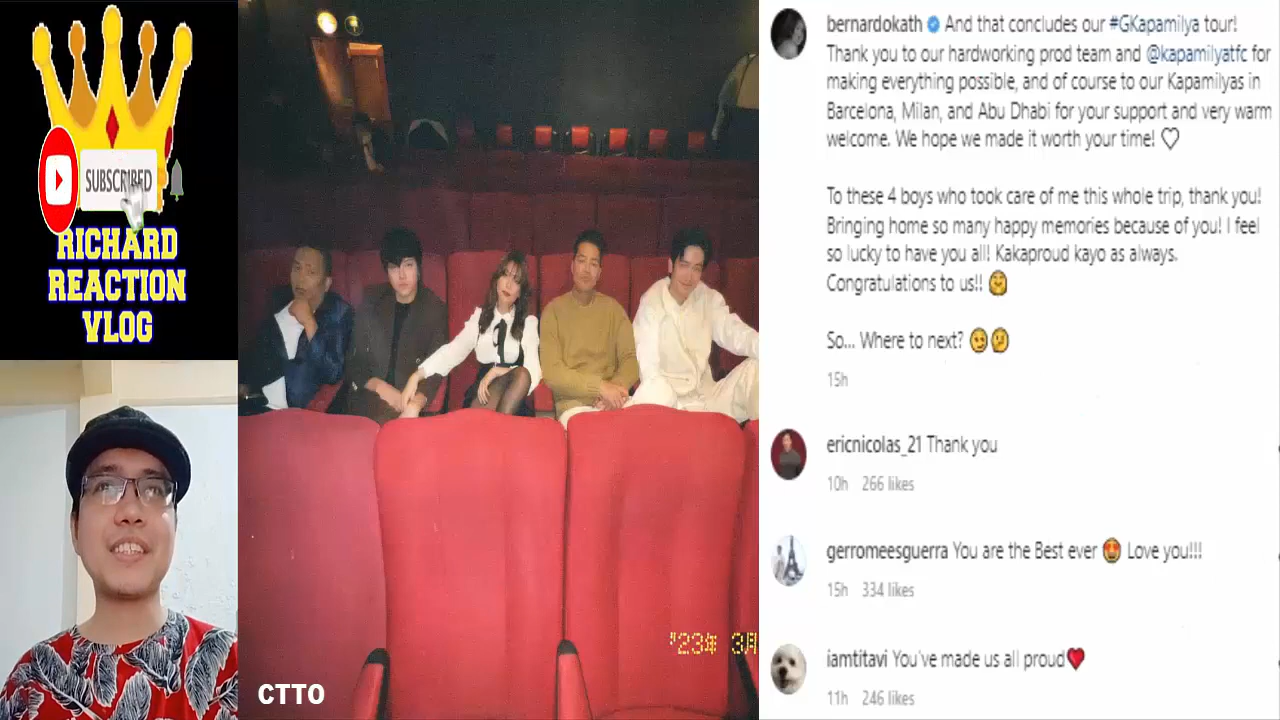 SUBSCRIBED
RICHARD
REACTION
VLOG
'23年 3月
CTTO
bernardokath And that concludes our #GKapamilya tour!
Thank you to our hardworking prod team and @kapamilyatfc for
making everything possible, and of course to our Kapamilyas in
Barcelona, Milan, and Abu Dhabi for your support and very warm
welcome. We hope we made it worth your time! ♡
To these 4 boys who took care of me this whole trip, thank you!
Bringing home so many happy memories because of you! I feel
so lucky to have you all! Kakaproud kayo as always.
Congratulations to us!! 🤗
So... Where to next? 😏🤔
15h
ericnicolas_21 Thank you
10h 266 likes
gerromeesguerra You are the Best ever 😍 Love you!!!
15h 334 likes
iamtitavi You've made us all proud❤️
11h 246 likes